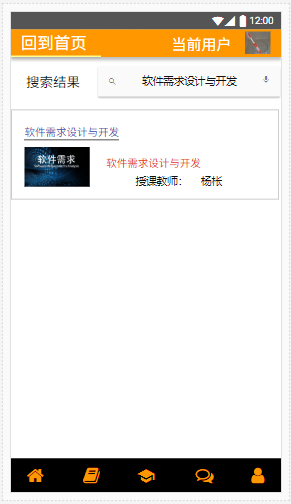 12:00
回到首页 当前用户
搜索结果 软件需求设计与开发
软件需求设计与开发
软件需求
软件需求设计与开发
授课教师： 杨枨